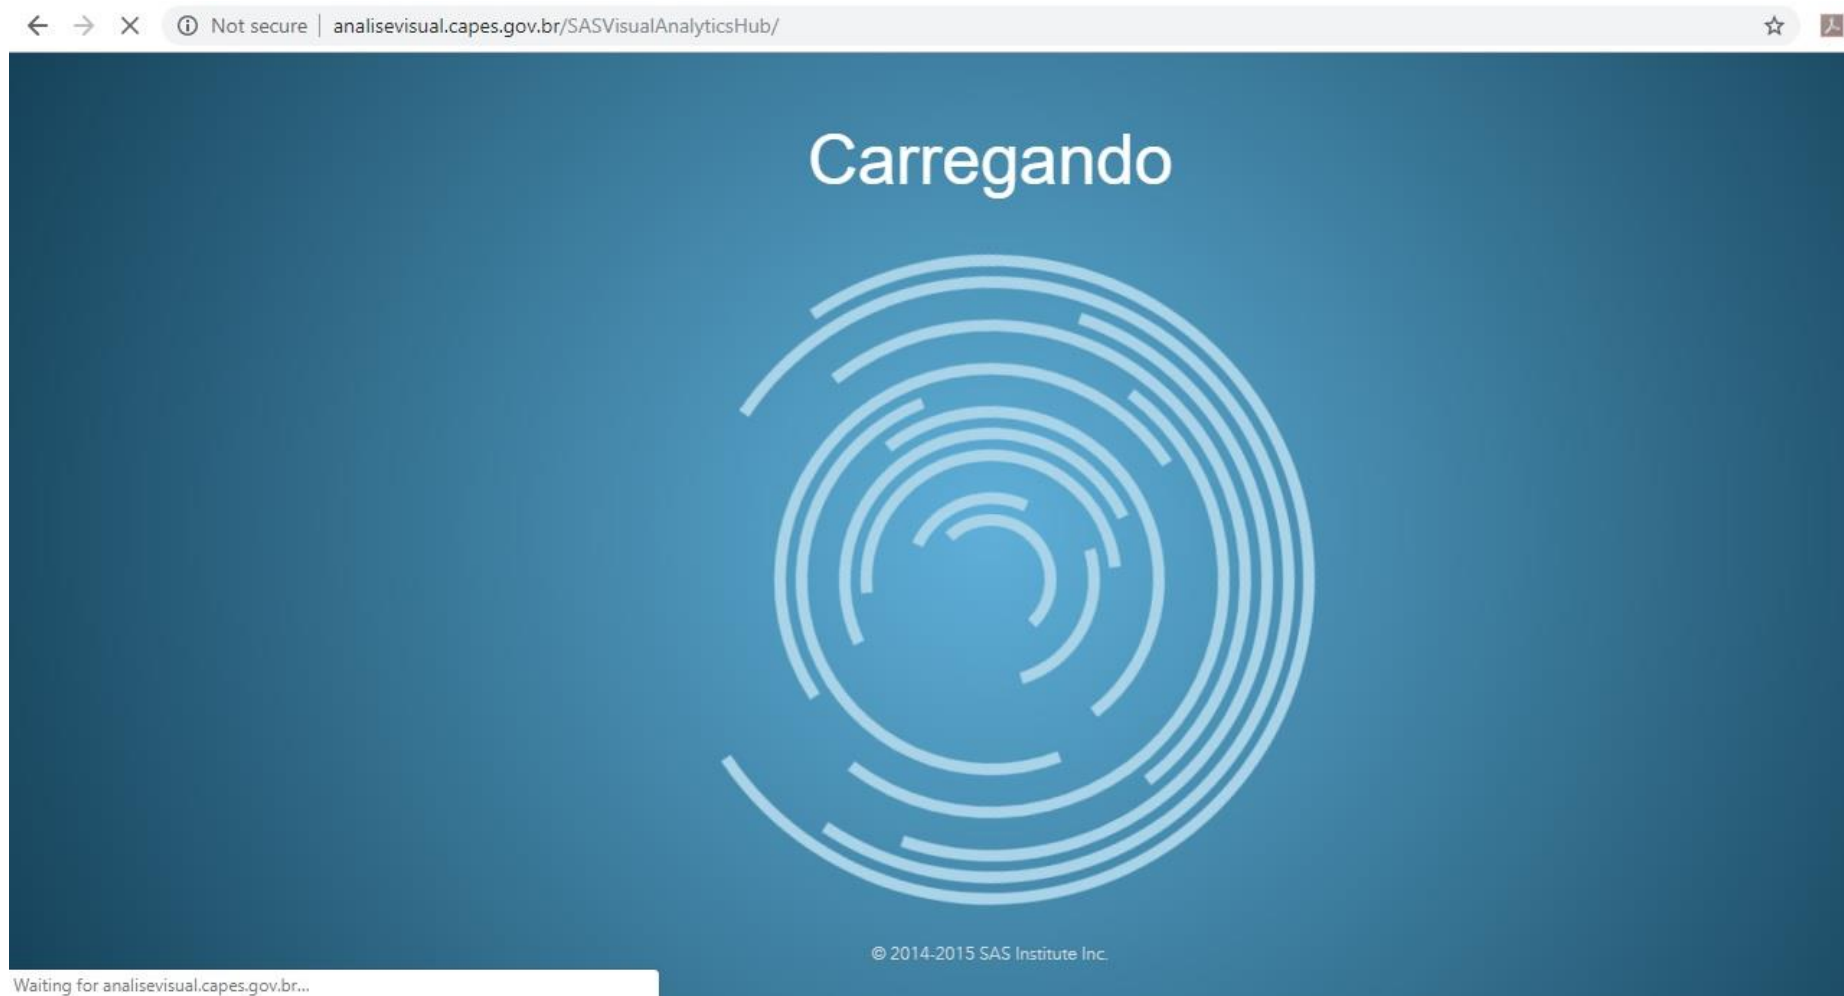 Not secure | analisevisual.capes.gov.br/SASVisualAnalyticsHub/
Carregando
© 2014-2015 SAS Institute Inc.
Waiting for analisevisual.capes.gov.br...